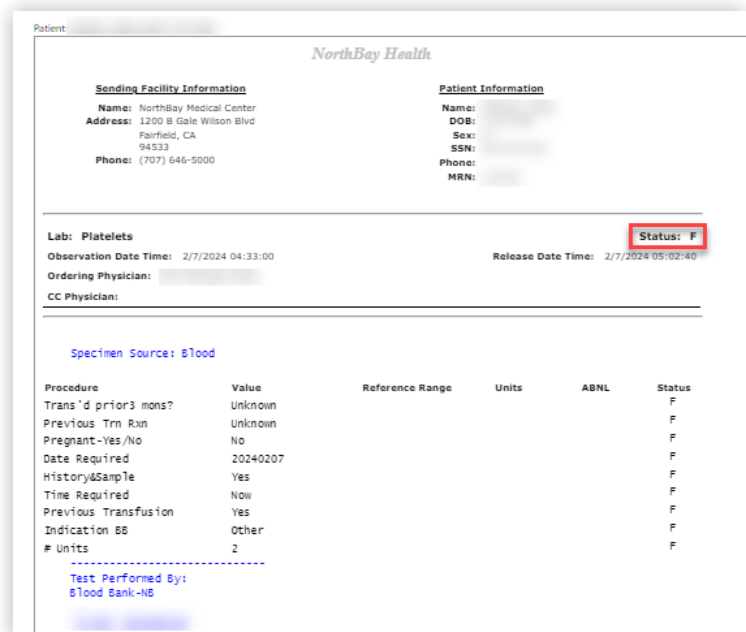 Patient
NorthBay Health
Sending Facility Information
Name: NorthBay Medical Center
Address: 1200 B Gale Wilson Blvd
Fairfield, CA
94533
Phone: (707) 646-5000
Patient Information
Name:
DOB:
Sex:
SSN:
Phone:
MRN:
Lab: Platelets Status: F
Observation Date Time: 2/7/2024 04:33:00 Release Date Time: 2/7/2024 05:02:40
Ordering Physician:
CC Physician:
Specimen Source: Blood
Procedure Value Reference Range Units ABNL Status
Trans'd prior3 mons? Unknown F
Previous Trn Rxn Unknown F
Pregnant-Yes/No No F
Date Required 20240207 F
History&Sample Yes F
Time Required Now F
Previous Transfusion Yes F
Indication BB Other F
# Units 2 F
------------------------------
Test Performed By:
Blood Bank-NB